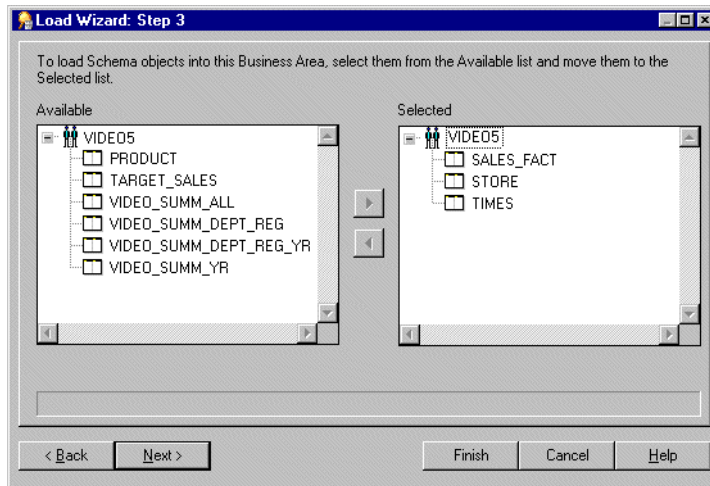 Load Wizard: Step 3
To load Schema objects into this Business Area, select them from the Available list and move them to the
Selected list.
Available
VIDEO5
PRODUCT
TARGET_SALES
VIDEO_SUMM_ALL
VIDEO_SUMM_DEPT_REG
VIDEO_SUMM_DEPT_REG_YR
VIDEO_SUMM_YR
Selected
VIDEO5
SALES_FACT
STORE
TIMES
< Back
Next >
Finish
Cancel
Help